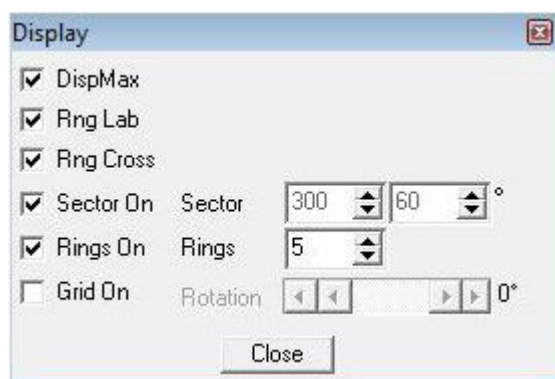 Display
DispMax
Rng Lab
Rng Cross
Sector On Sector 300 60 °
Rings On Rings 5
Grid On Rotation 0°
Close